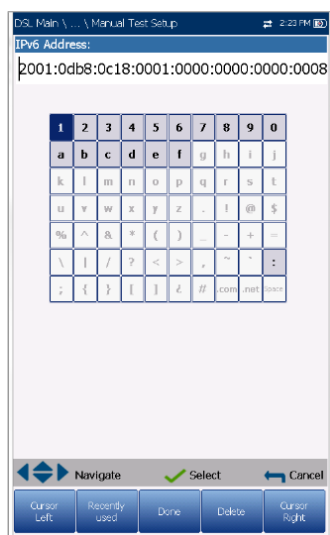 DSL Main \ ... \ Manual Test Setup 2:23 PM
IPv6 Address:
2001:0db8:0c18:0001:0000:0000:0000:0008
1 2 3 4 5 6 7 8 9 0
a b c d e f g h i j
k l m n o p q r s t
u v w x y z . ! @ $
% ^ & * ( ) _ - + =
\ | / ? < > , ~ ` :
; { } [ ] ¿ # .com .net Space
Navigate Select Cancel
Cursor Left Recently used Done Delete Cursor Right